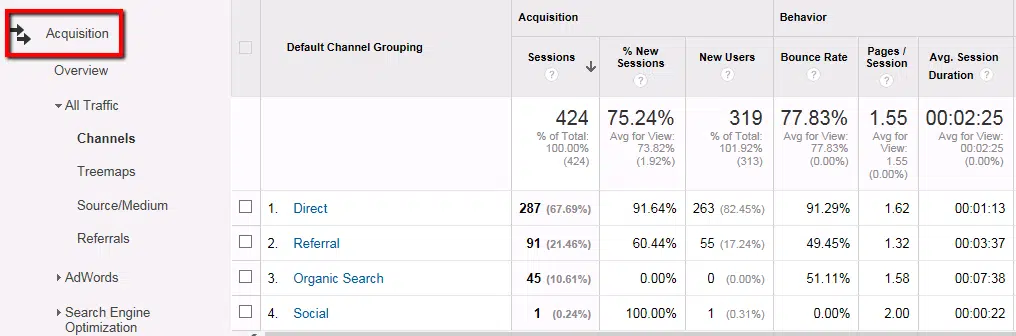 Acquisition
Overview
All Traffic
Channels
Treemaps
Source/Medium
Referrals
AdWords
Search Engine
Optimization
Default Channel Grouping
Acquisition
Behavior
Sessions
?
% New
Sessions
?
New Users
?
Bounce Rate
?
Pages /
Session
?
Avg. Session
Duration ?
424
% of Total:
100.00%
(424)
75.24%
Avg for View:
73.82%
(1.92%)
319
% of Total:
101.92%
(313)
77.83%
Avg for View:
77.83%
(0.00%)
1.55
Avg for
View:
1.55
(0.00%)
00:02:25
Avg for View:
00:02:25
(0.00%)
1. Direct 287 (67.69%) 91.64% 263 (82.45%) 91.29% 1.62 00:01:13
2. Referral 91 (21.46%) 60.44% 55 (17.24%) 49.45% 1.32 00:03:37
3. Organic Search 45 (10.61%) 0.00% 0 (0.00%) 51.11% 1.58 00:07:38
4. Social 1 (0.24%) 100.00% 1 (0.31%) 0.00% 2.00 00:00:22